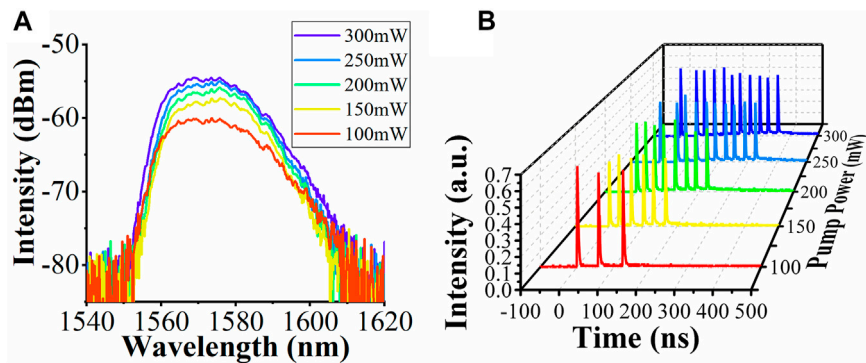 A
-50
-60
-70
-80
Intensity (dBm)
300mW
250mW
200mW
150mW
100mW
1540 1560 1580 1600 1620
Wavelength (nm)
B
0.7
0.6
0.5
0.4
0.3
0.2
0.1
0.0
Intensity (a.u.)
-100 0 100 200 300 400 500
Time (ns)
300
250
200
150
100
Pump Power (mW)